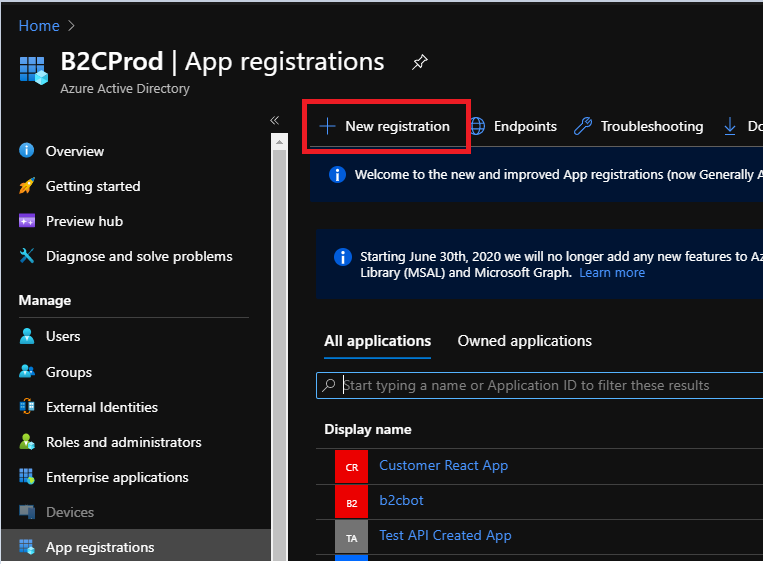 Home >
B2CProd | App registrations
Azure Active Directory
«
Overview
Getting started
Preview hub
Diagnose and solve problems
Manage
Users
Groups
External Identities
Roles and administrators
Enterprise applications
Devices
App registrations
+ New registration
Endpoints
Troubleshooting
Welcome to the new and improved App registrations (now Generally
Starting June 30th, 2020 we will no longer add any new features to
Library (MSAL) and Microsoft Graph. Learn more
All applications
Owned applications
Start typing a name or Application ID to filter these results
Display name
CR Customer React App
B2 b2cbot
TA Test API Created App